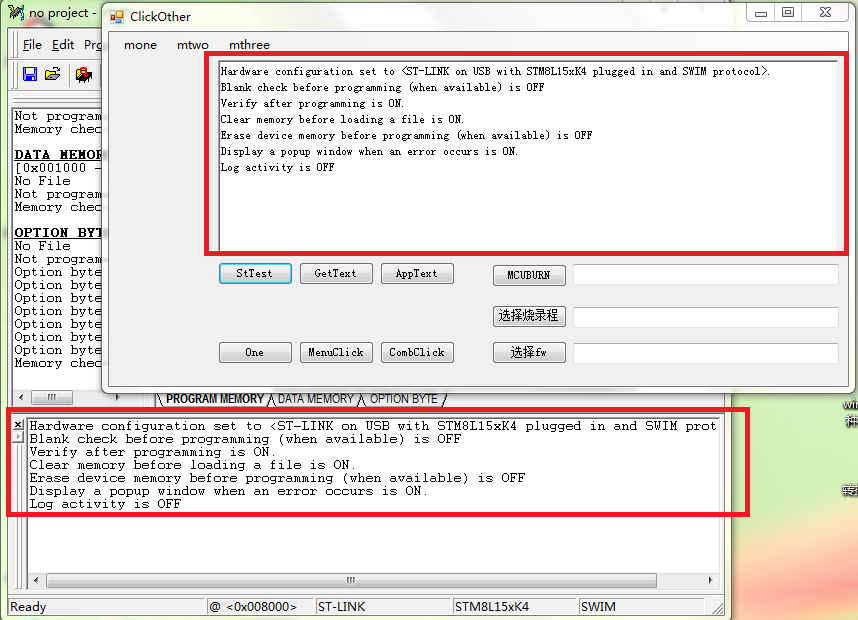 no project -
File Edit Pro
Not program
Memory chec
DATA MEMOR
[0x001000 -
No File
Not program
Memory chec
OPTION BYT
No File
Not program
Option byte
Option byte
Option byte
Option byte
Option byte
Option byte
Option byte
Memory chec
ClickOther
mone mtwo mthree
Hardware configuration set to <ST-LINK on USB with STM8L15xK4 plugged in and SWIM protocol>.
Blank check before programming (when available) is OFF
Verify after programming is ON.
Clear memory before loading a file is ON.
Erase device memory before programming (when available) is OFF
Display a popup window when an error occurs is ON.
Log activity is OFF
StTest GetText AppText MCUBURN
选择烧录程
One MenuClick CombClick 选择fw
PROGRAM MEMORY DATA MEMORY OPTION BYTE
Hardware configuration set to <ST-LINK on USB with STM8L15xK4 plugged in and SWIM prot
Blank check before programming (when available) is OFF
Verify after programming is ON.
Clear memory before loading a file is ON.
Erase device memory before programming (when available) is OFF
Display a popup window when an error occurs is ON.
Log activity is OFF
Ready @ <0x008000> ST-LINK STM8L15xK4 SWIM
win